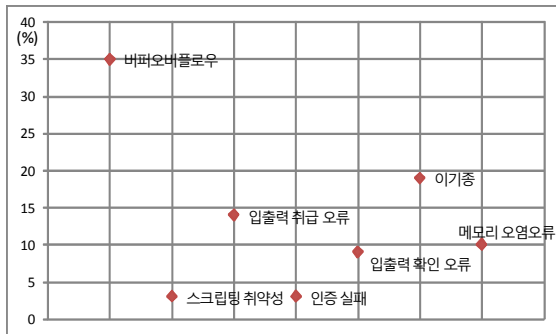 40
(%)
35
버퍼오버플로우
30
25
20
이기종
15
입출력 취급 오류
메모리 오염오류
10
입출력 확인 오류
5
스크립팅 취약성
인증 실패
0